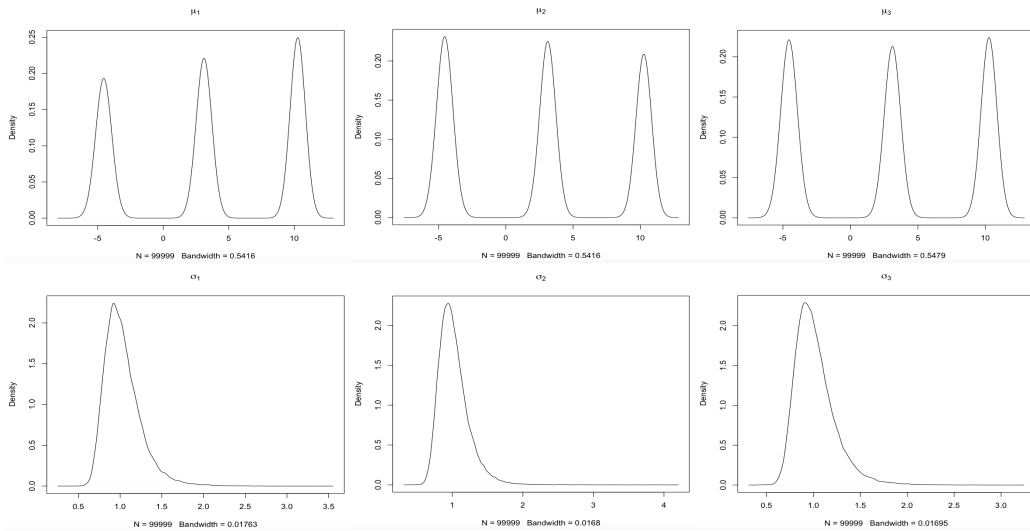 μ1
Density
0.00 0.05 0.10 0.15 0.20 0.25
-5 0 5 10
N = 99999 Bandwidth = 0.5416
μ2
Density
0.00 0.05 0.10 0.15 0.20
-5 0 5 10
N = 99999 Bandwidth = 0.5416
μ3
Density
0.00 0.05 0.10 0.15 0.20
-5 0 5 10
N = 99999 Bandwidth = 0.5479
σ1
Density
0.0 0.5 1.0 1.5 2.0
0.5 1.0 1.5 2.0 2.5 3.0 3.5
N = 99999 Bandwidth = 0.01763
σ2
Density
0.0 0.5 1.0 1.5 2.0
1 2 3 4
N = 99999 Bandwidth = 0.0168
σ3
Density
0.0 0.5 1.0 1.5 2.0
0.5 1.0 1.5 2.0 2.5 3.0
N = 99999 Bandwidth = 0.01695